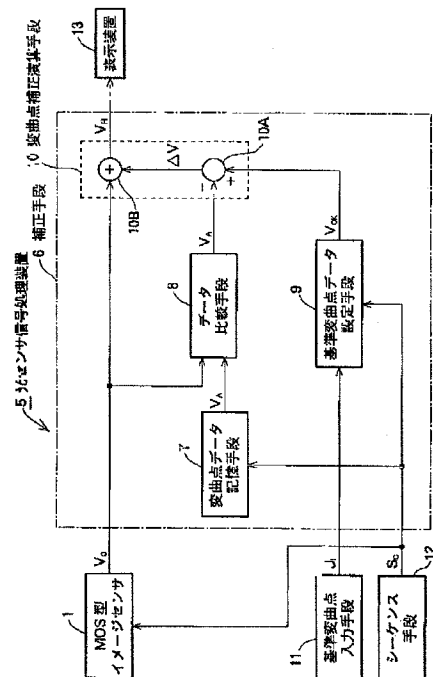 5 光センサ信号処理装置
6 補正手段
10 変曲点補正演算手段
13
表示装置
V_H
10B
ΔV
10A
+
−
+
V_A
8
データ
比較手段
V_OK
9
基準変曲点データ
設定手段
V_A
7
変曲点データ
記憶手段
V_O
1
MOS型
イメージセンサ
J_I
11
基準変曲点
入力手段
S_C
12
シーケンス
手段